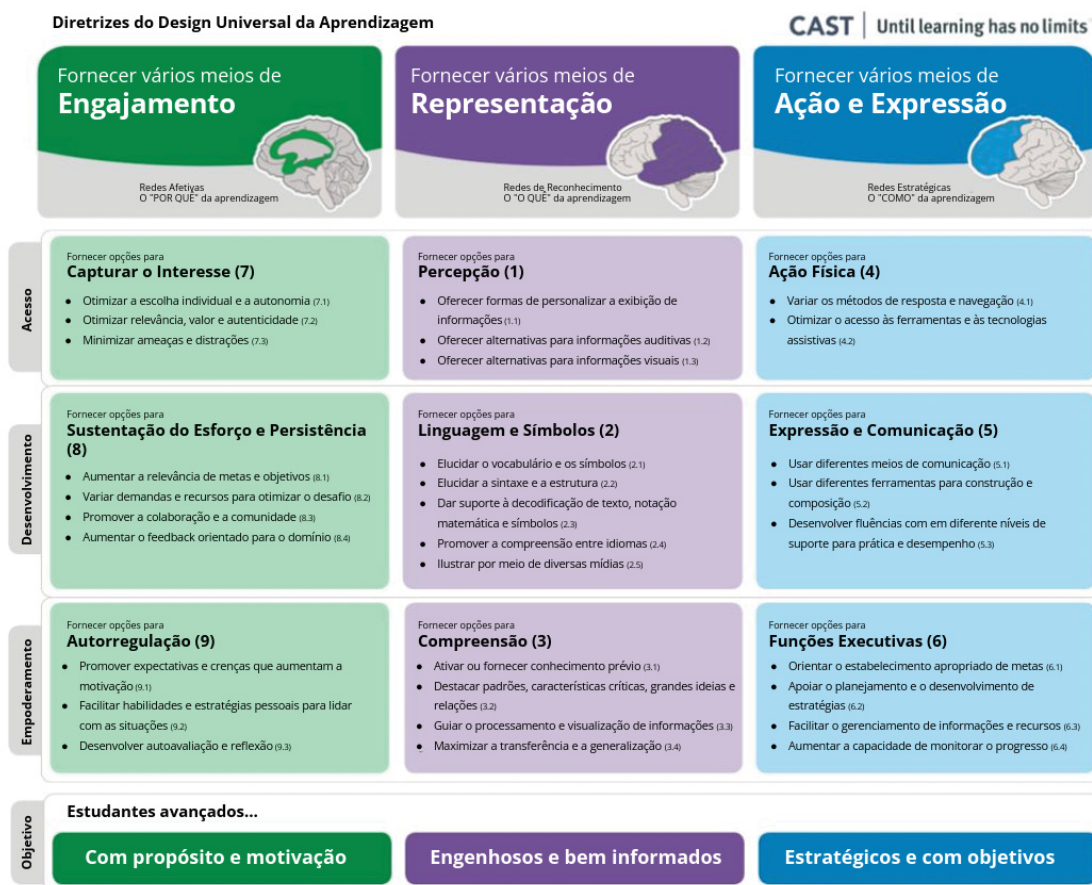 Diretrizes do Design Universal da Aprendizagem
CAST | Until learning has no limits
Fornecer vários meios de
Engajamento
Redes Afetivas
O "POR QUÊ" da aprendizagem
Fornecer vários meios de
Representação
Redes de Reconhecimento
O "O QUÊ" da aprendizagem
Fornecer vários meios de
Ação e Expressão
Redes Estratégicas
O "COMO" da aprendizagem
Acesso
Fornecer opções para
Capturar o Interesse (7)
• Otimizar a escolha individual e a autonomia (7.1)
• Otimizar relevância, valor e autenticidade (7.2)
• Minimizar ameaças e distrações (7.3)
Fornecer opções para
Percepção (1)
• Oferecer formas de personalizar a exibição de
informações (1.1)
• Oferecer alternativas para informações auditivas (1.2)
• Oferecer alternativas para informações visuais (1.3)
Fornecer opções para
Ação Física (4)
• Variar os métodos de resposta e navegação (4.1)
• Otimizar o acesso às ferramentas e às tecnologias
assistivas (4.2)
Desenvolvimento
Fornecer opções para
Sustentação do Esforço e Persistência
(8)
• Aumentar a relevância de metas e objetivos (8.1)
• Variar demandas e recursos para otimizar o desafio (8.2)
• Promover a colaboração e a comunidade (8.3)
• Aumentar o feedback orientado para o domínio (8.4)
Fornecer opções para
Linguagem e Símbolos (2)
• Elucidar o vocabulário e os símbolos (2.1)
• Elucidar a sintaxe e a estrutura (2.2)
• Dar suporte à decodificação de texto, notação
matemática e símbolos (2.3)
• Promover a compreensão entre idiomas (2.4)
• Ilustrar por meio de diversas mídias (2.5)
Fornecer opções para
Expressão e Comunicação (5)
• Usar diferentes meios de comunicação (5.1)
• Usar diferentes ferramentas para construção e
composição (5.2)
• Desenvolver fluências com em diferente níveis de
suporte para prática e desempenho (5.3)
Empoderamento
Fornecer opções para
Autorregulação (9)
• Promover expectativas e crenças que aumentam a
motivação (9.1)
• Facilitar habilidades e estratégias pessoais para lidar
com as situações (9.2)
• Desenvolver autoavaliação e reflexão (9.3)
Fornecer opções para
Compreensão (3)
• Ativar ou fornecer conhecimento prévio (3.1)
• Destacar padrões, características críticas, grandes ideias e
relações (3.2)
• Guiar o processamento e visualização de informações (3.3)
• Maximizar a transferência e a generalização (3.4)
Fornecer opções para
Funções Executivas (6)
• Orientar o estabelecimento apropriado de metas (6.1)
• Apoiar o planejamento e o desenvolvimento de
estratégias (6.2)
• Facilitar o gerenciamento de informações e recursos (6.3)
• Aumentar a capacidade de monitorar o progresso (6.4)
Objetivo
Estudantes avançados...
Com propósito e motivação
Engenhosos e bem informados
Estratégicos e com objetivos